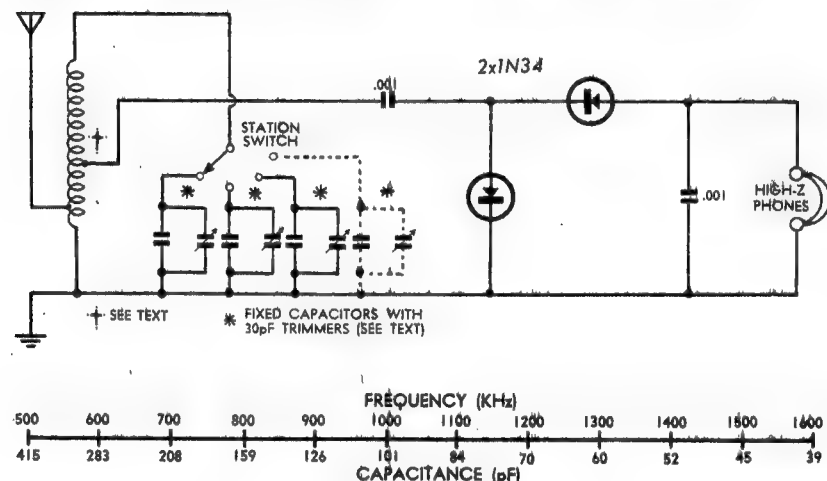 2x1N34
.001
STATION
SWITCH
HIGH-Z
PHONES
.001
SEE TEXT
* FIXED CAPACITORS WITH
30pF TRIMMERS (SEE TEXT)
FREQUENCY (KHz)
500 600 700 800 900 1000 1100 1200 1300 1400 1500 1600
415 283 208 159 126 101 84 70 60 52 45 39
CAPACITANCE (pF)